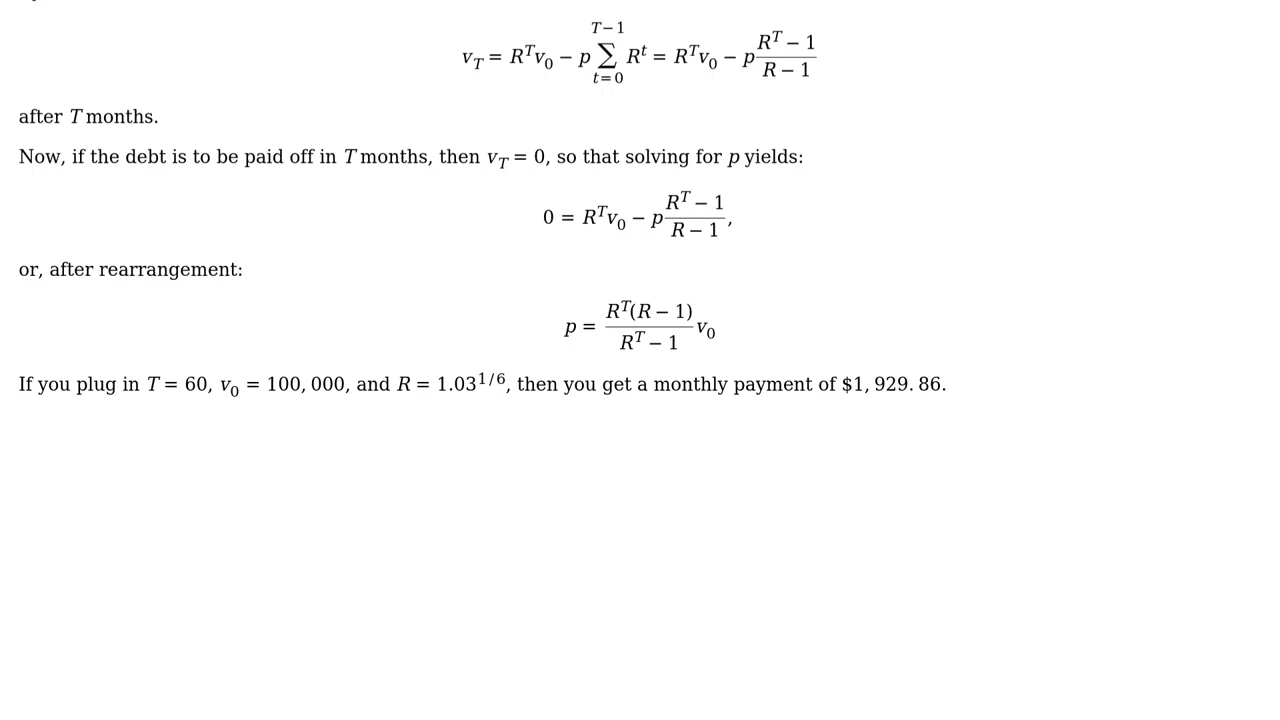 v_T = R^T v_0 − p ∑_{t=0}^{T−1} R^t = R^T v_0 − p \frac{R^T − 1}{R − 1}
after T months.
Now, if the debt is to be paid off in T months, then v_T = 0, so that solving for p yields:
0 = R^T v_0 − p \frac{R^T − 1}{R − 1},
or, after rearrangement:
p = \frac{R^T(R − 1)}{R^T − 1} v_0
If you plug in T = 60, v_0 = 100, 000, and R = 1.03^{1/6}, then you get a monthly payment of $1, 929. 86.